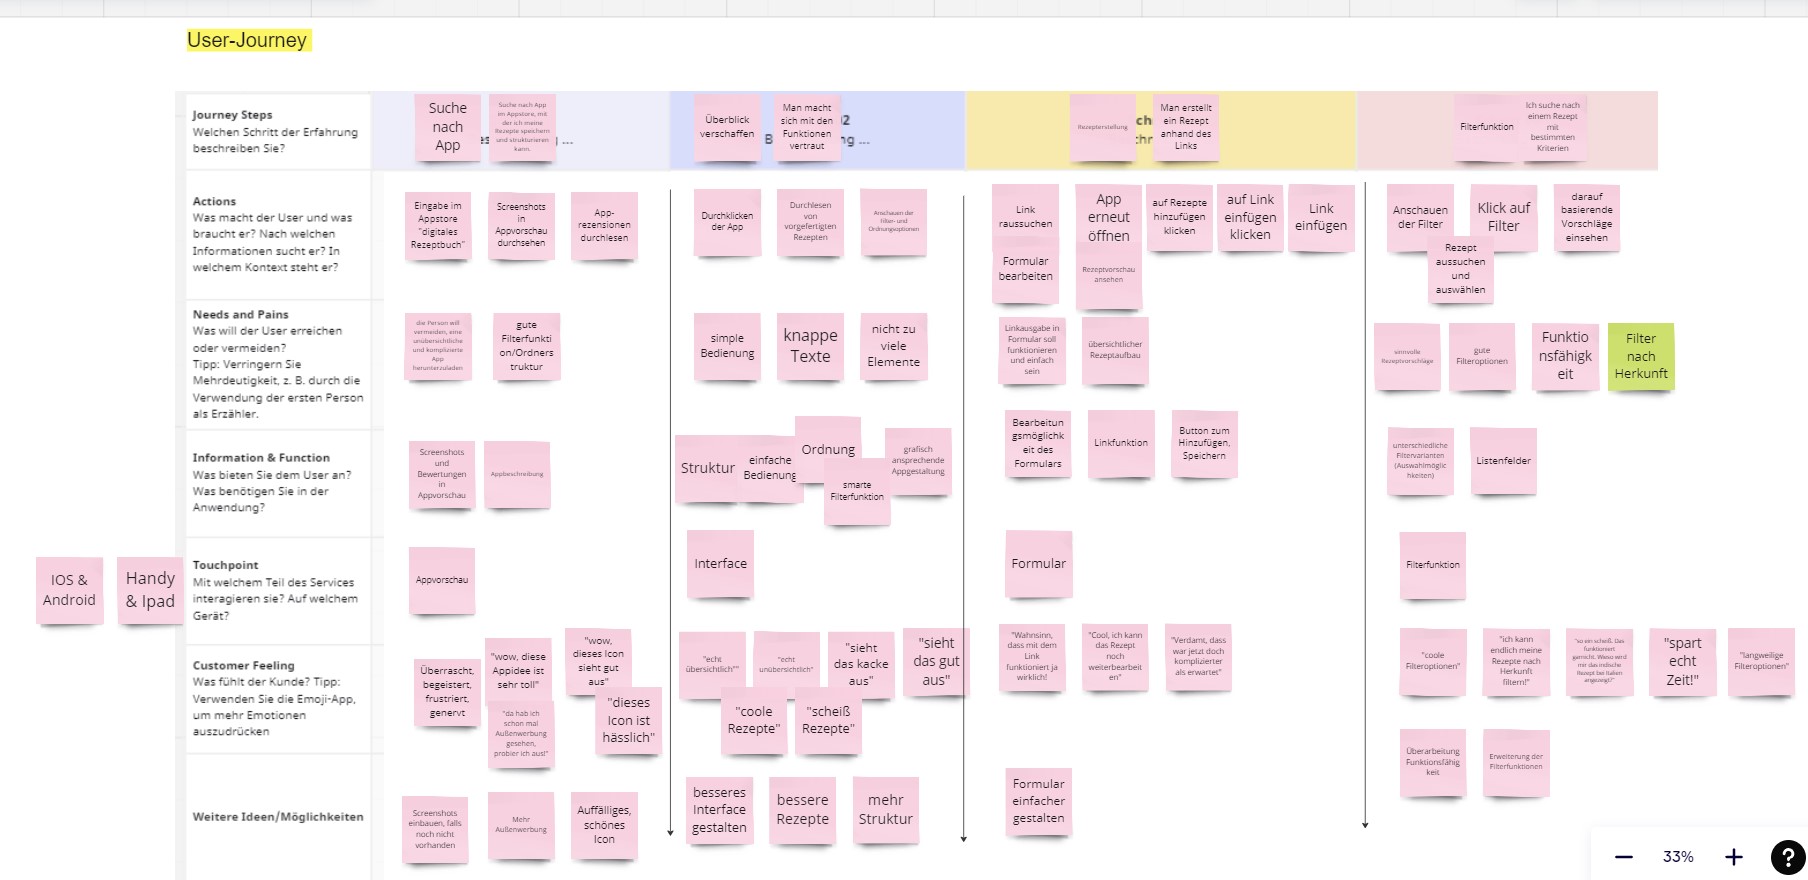 User-Journey
Journey Steps
Welchen Schritt der Erfahrung
beschreiben Sie?
Suche
nach
App
Suche nach App
im Appstore, mit
der ich meine
Rezepte speichern
und strukturieren
kann.
...
Überblick
verschaffen
Man macht
sich mit den
Funktionen
vertraut
...
Rezepterstellung
Man erstellt
ein Rezept
anhand des
Links
Filterfunktion
Ich suche nach
einem Rezept
mit
bestimmten
Kriterien
Actions
Was macht der User und was
braucht er? Nach welchen
Informationen sucht er? In
welchem Kontext steht er?
Eingabe im
Appstore
"digitales
Rezeptbuch"
Screenshots
in
Appvorschau
durchsehen
App-
rezensionen
durchlesen
Durchklicken
der App
Durchlesen
von
vorgefertigten
Rezepten
Anschauen der
Filter- und
Ordnungsoptionen
Link
raussuchen
App
erneut
öffnen
auf Rezepte
hinzufügen
klicken
auf Link
einfügen
klicken
Link
einfügen
Formular
bearbeiten
Rezeptvorschau
ansehen
Anschauen
der Filter
Klick auf
Filter
darauf
basierende
Vorschläge
einsehen
Rezept
aussuchen
und
auswählen
Needs and Pains
Was will der User erreichen
oder vermeiden?
Tipp: Verringern Sie
Mehrdeutigkeit, z. B. durch die
Verwendung der ersten Person
als Erzähler.
die Person will
vermeiden, eine
unübersichtliche
und komplizierte
App
herunterzuladen
gute
Filterfunkti
on/Ordners
truktur
simple
Bedienung
knappe
Texte
nicht zu
viele
Elemente
Linkausgabe in
Formular soll
funktionieren
und einfach
sein
übersichtlicher
Rezeptaufbau
sinnvolle
Rezeptvorschläge
gute
Filteroptionen
Funktio
nsfähigk
eit
Filter
nach
Herkunft
Information & Function
Was bieten Sie dem User an?
Was benötigen Sie in der
Anwendung?
Screenshots
und
Bewertungen
in
Appvorschau
Appbeschreibung
Struktur
einfache
Bedienung
Ordnung
smarte
Filterfunktion
grafisch
ansprechende
Appgestaltung
Bearbeitun
gsmöglichk
eit des
Formulars
Linkfunktion
Button zum
Hinzufügen,
Speichern
unterschiedliche
Filtervarianten
(Auswahlmöglic
hkeiten)
Listenfelder
IOS &
Android
Handy
& Ipad
Touchpoint
Mit welchem Teil des Services
interagieren sie? Auf welchem
Gerät?
Appvorschau
Interface
Formular
Filterfunktion
Customer Feeling
Was fühlt der Kunde? Tipp:
Verwenden Sie die Emoji-App,
um mehr Emotionen
auszudrücken
Überrascht,
begeistert,
frustriert,
genervt
"wow, diese
Appidee ist
sehr toll"
"wow,
dieses Icon
sieht gut
aus"
"da hab ich
schon mal
Außenwerbung
gesehen,
probier ich aus!"
"dieses
Icon ist
hässlich"
"echt
übersichtlich""
"echt
unübersichtlich"
"sieht
das kacke
aus"
"sieht
das gut
aus"
"coole
Rezepte"
"scheiß
Rezepte"
"Wahnsinn,
dass mit dem
Link
funktioniert ja
wirklich!
"Cool, ich kann
das Rezept
noch
weiterbearbeit
en"
"Verdamt, dass
war jetzt doch
komplizierter
als erwartet"
"coole
Filteroptionen"
"ich kann
endlich meine
Rezepte nach
Herkunft
filtern!"
"so ein scheiß. Das
funktioniert
garnicht. Wieso wird
mir das indische
Rezept bei Italien
angezeigt?"
"spart
echt
Zeit!"
"langweilige
Filteroptionen"
Weitere Ideen/Möglichkeiten
Screenshots
einbauen, falls
noch nicht
vorhanden
Mehr
Außenwerbung
Auffälliges,
schönes
Icon
besseres
Interface
gestalten
bessere
Rezepte
mehr
Struktur
Formular
einfacher
gestalten
Überarbeitung
Funktionsfähig
keit
Erweiterung der
Filterfunktionen
33%
?